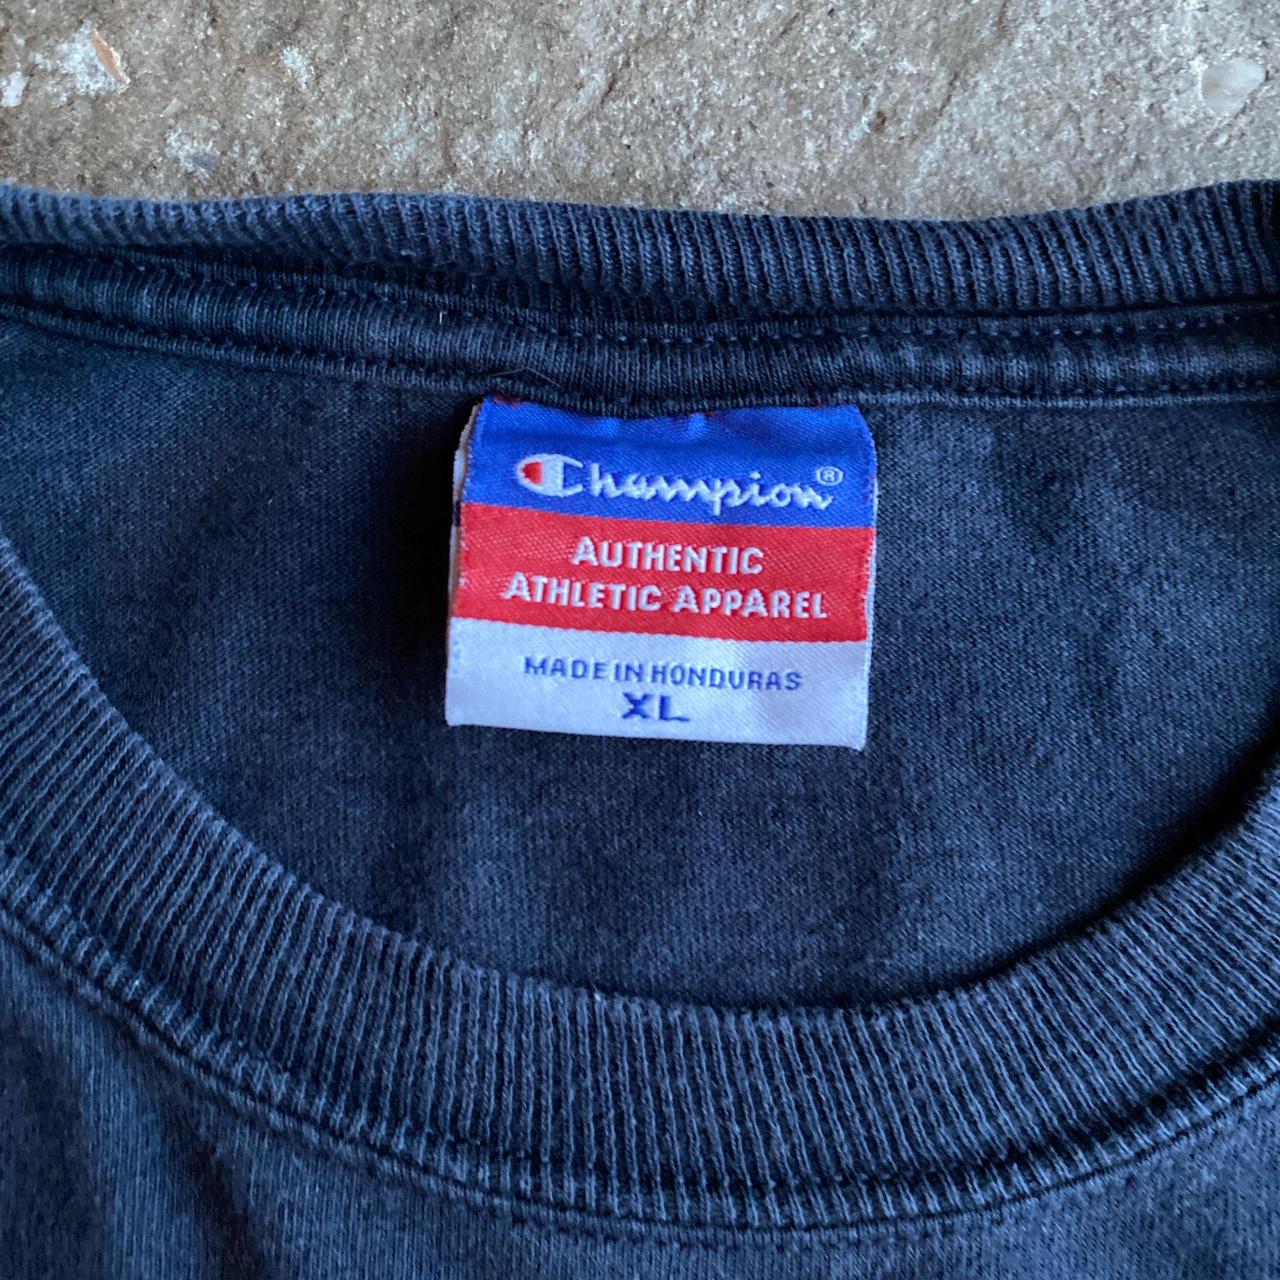 Champion®
AUTHENTIC
ATHLETIC APPAREL
MADE IN HONDURAS
XL